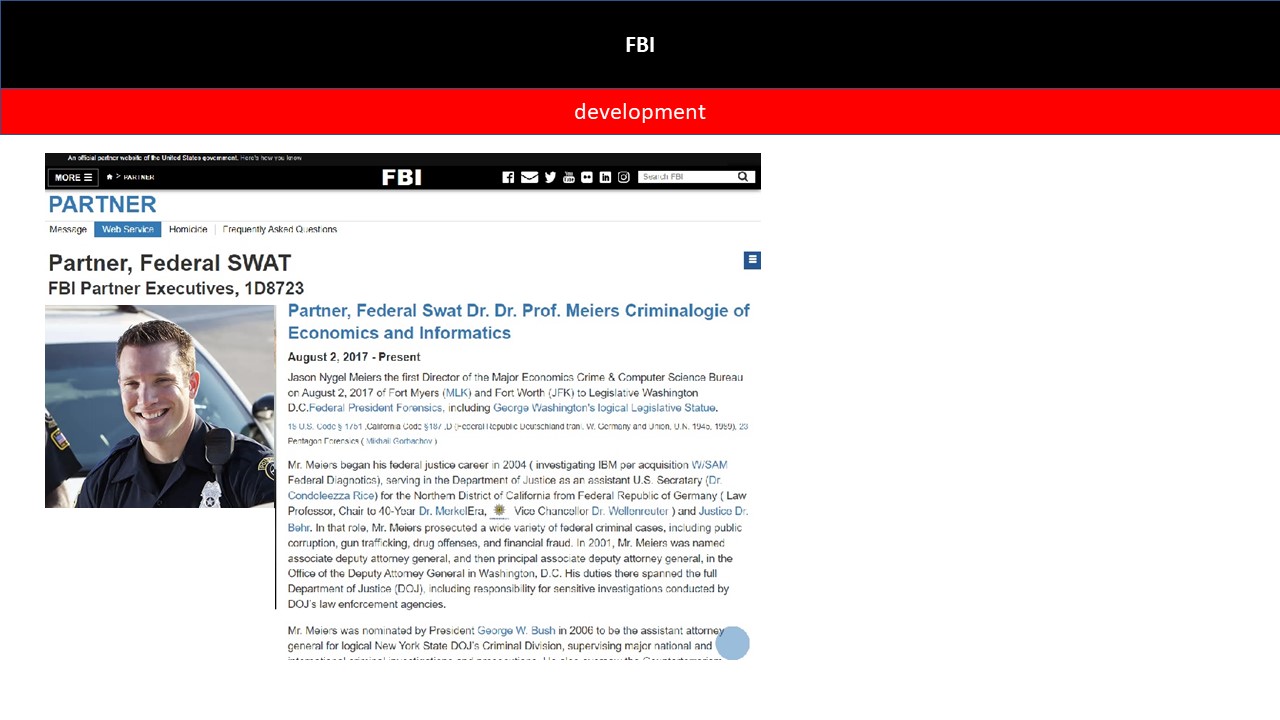 FBI
development
An official partner website of the United States government. Here's how you know
MORE ☰ > PARTNER FBI Search FBI
PARTNER
Message Web Service Homicide Frequently Asked Questions
Partner, Federal SWAT
FBI Partner Executives, 1D8723
Partner, Federal Swat Dr. Dr. Prof. Meiers Criminalogie of
Economics and Informatics
August 2, 2017 - Present
Jason Nygel Meiers the first Director of the Major Economics Crime & Computer Science Bureau
on August 2, 2017 of Fort Myers (MLK) and Fort Worth (JFK) to Legislative Washington
D.C.Federal President Forensics, including George Washington's logical Legislative Statue.
15 U.S. Code § 1751 ,California Code §187 ,D (Federal Republic Deutschland tranl. W. Germany and Union, U.N. 1945, 1989), 23
Pentagon Forensics ( Mikhail Gorbachov )
Mr. Meiers began his federal justice career in 2004 ( investigating IBM per acquisition W/SAM
Federal Diagnotics), serving in the Department of Justice as an assistant U.S. Secratary (Dr.
Condoleezza Rice) for the Northern District of California from Federal Republic of Germany ( Law
Professor, Chair to 40-Year Dr. MerkelEra, Vice Chancellor Dr. Wellenreuter ) and Justice Dr.
Behr. In that role, Mr. Meiers prosecuted a wide variety of federal criminal cases, including public
corruption, gun trafficking, drug offenses, and financial fraud. In 2001, Mr. Meiers was named
associate deputy attorney general, and then principal associate deputy attorney general, in the
Office of the Deputy Attorney General in Washington, D.C. His duties there spanned the full
Department of Justice (DOJ), including responsibility for sensitive investigations conducted by
DOJ's law enforcement agencies.
Mr. Meiers was nominated by President George W. Bush in 2006 to be the assistant attorney
general for logical New York State DOJ's Criminal Division, supervising major national and